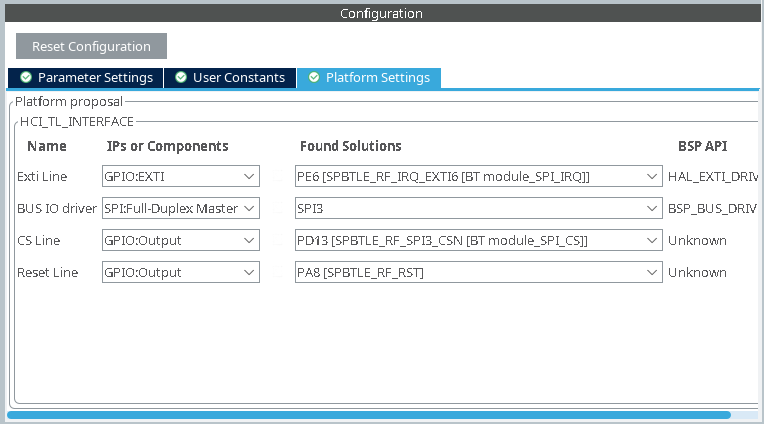 Configuration
Reset Configuration
Parameter Settings User Constants Platform Settings
Platform proposal
HCI_TL_INTERFACE
Name IPs or Components Found Solutions BSP API
Exti Line GPIO:EXTI PE6 [SPBTLE_RF_IRQ_EXTI6 [BT module_SPI_IRQ]] HAL_EXTI_DRIV
BUS IO driver SPI:Full-Duplex Master SPI3 BSP_BUS_DRIV
CS Line GPIO:Output PD13 [SPBTLE_RF_SPI3_CSN [BT module_SPI_CS]] Unknown
Reset Line GPIO:Output PA8 [SPBTLE_RF_RST] Unknown